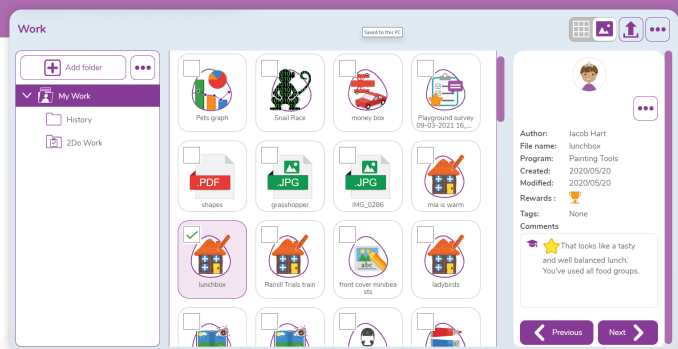 Work
Saved to this PC
Add folder
My Work
History
2Do Work
Pets graph
Snail Race
money box
Playground survey
09-03-2021 16_...
.PDF
shapes
.JPG
grasshopper
.JPG
IMG_0286
mia is warm
lunchbox
Rainill Trials train
abc
front cover minibea
sts
ladybirds
Author: Jacob Hart
File name: lunchbox
Program: Painting Tools
Created: 2020/05/20
Modified: 2020/05/20
Rewards :
Tags: None
Comments
That looks like a tasty
and well balanced lunch.
You've used all food groups.
Previous
Next